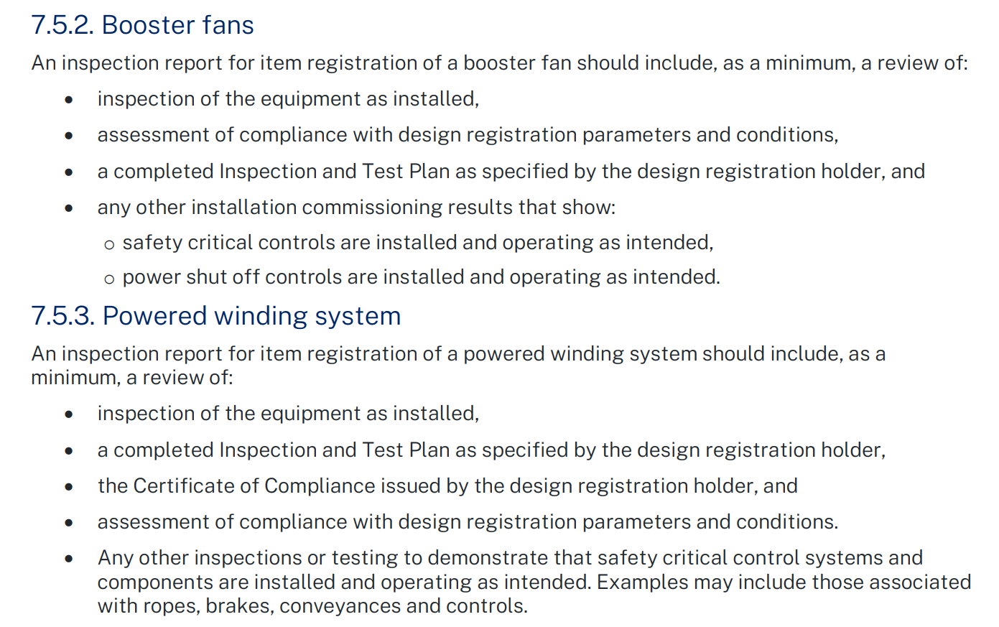 7.5.2. Booster fans
An inspection report for item registration of a booster fan should include, as a minimum, a review of:
• inspection of the equipment as installed,
• assessment of compliance with design registration parameters and conditions,
• a completed Inspection and Test Plan as specified by the design registration holder, and
• any other installation commissioning results that show:
o safety critical controls are installed and operating as intended,
o power shut off controls are installed and operating as intended.
7.5.3. Powered winding system
An inspection report for item registration of a powered winding system should include, as a
minimum, a review of:
• inspection of the equipment as installed,
• a completed Inspection and Test Plan as specified by the design registration holder,
• the Certificate of Compliance issued by the design registration holder, and
• assessment of compliance with design registration parameters and conditions.
• Any other inspections or testing to demonstrate that safety critical control systems and
components are installed and operating as intended. Examples may include those associated
with ropes, brakes, conveyances and controls.